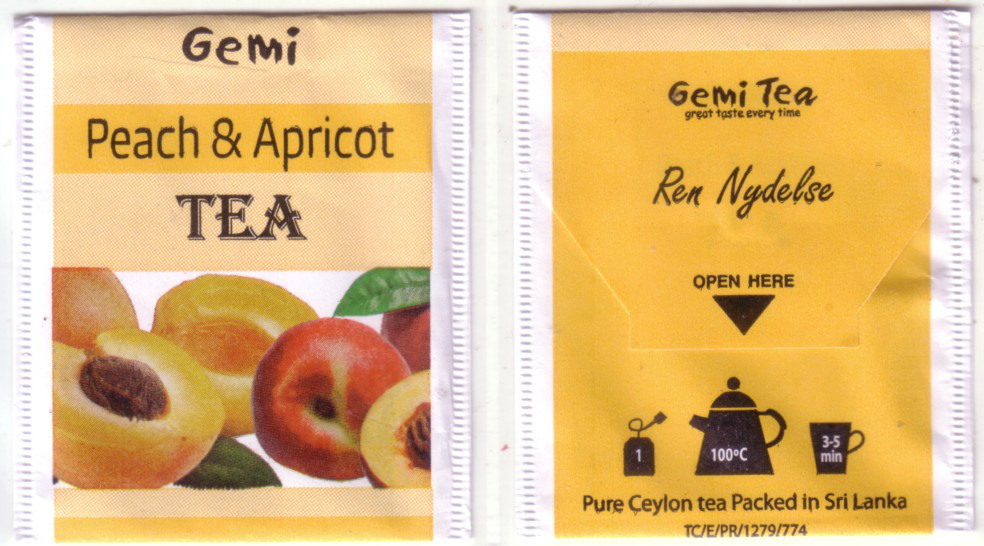 Gemi
Peach & Apricot
TEA
Gemi Tea
great taste every time
Ren Nydelse
OPEN HERE
1
100ºC
3-5
min
Pure Ceylon tea Packed in Sri Lanka
TC/E/PR/1279/774